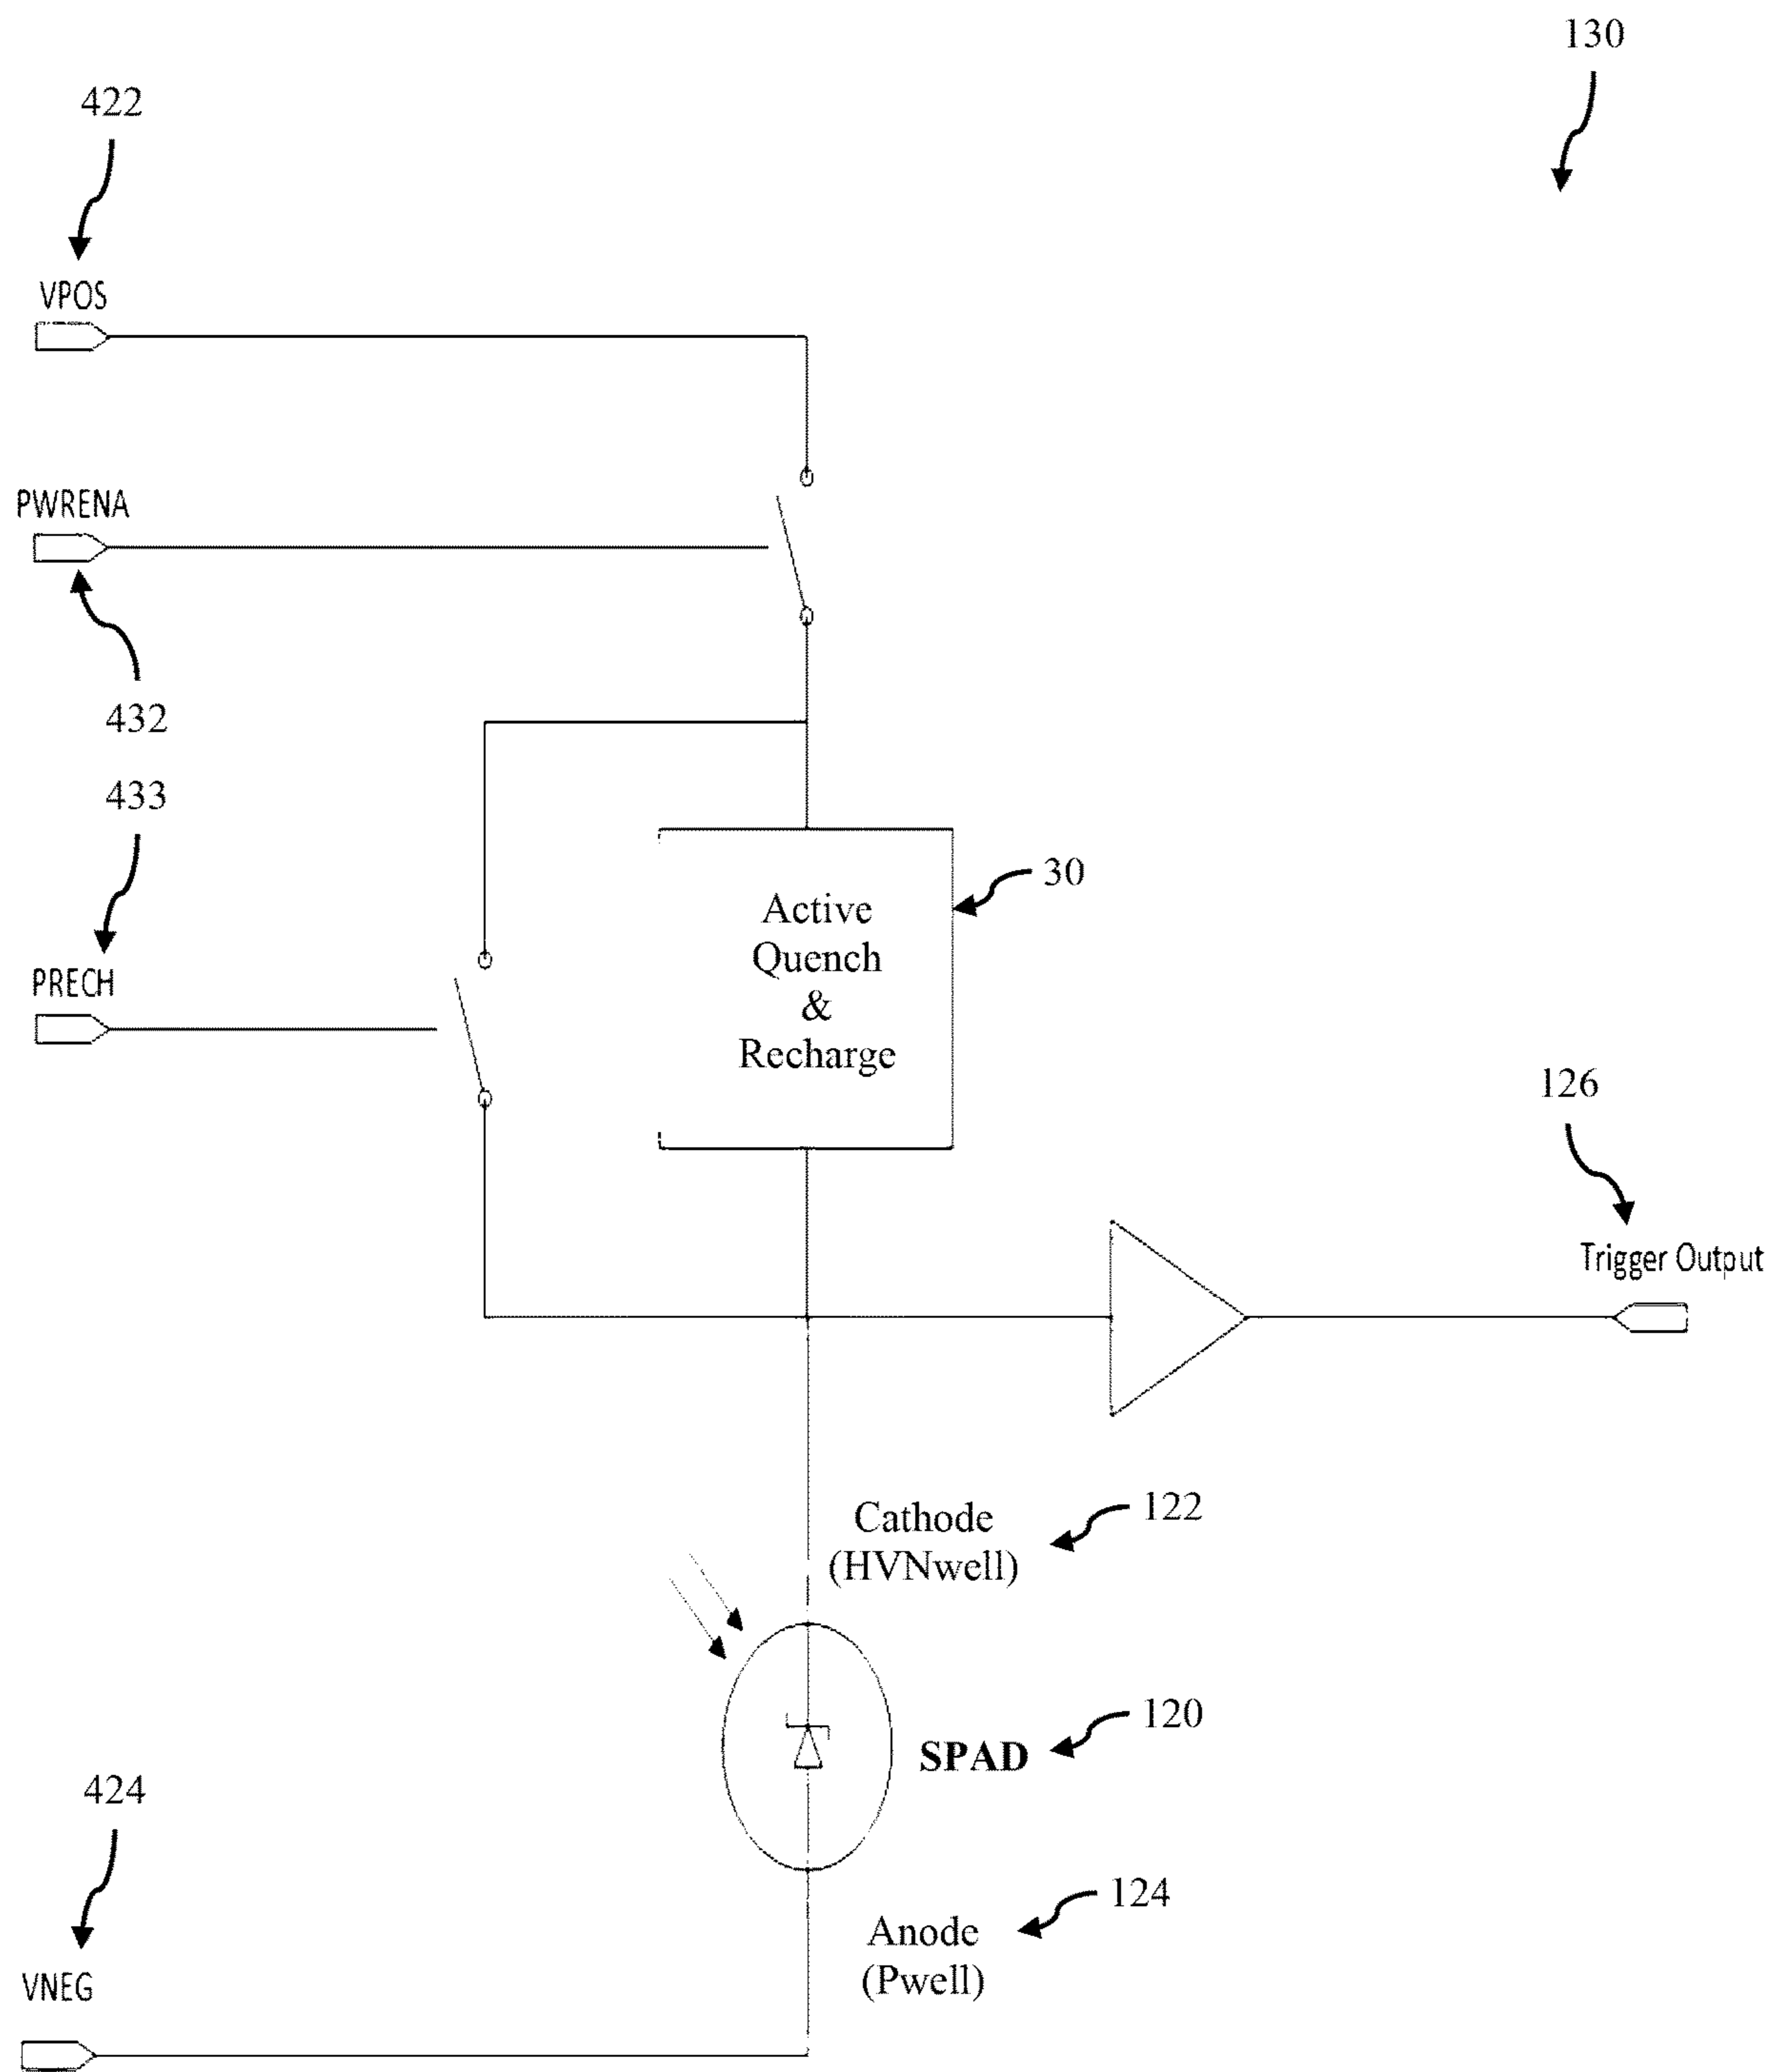 130
422
VPOS
PWRENA
432
433
30
Active
Quench
&
Recharge
PRECH
126
Trigger Output
122
Cathode
(HVNwell)
120
SPAD
424
124
Anode
(Pwell)
VNEG